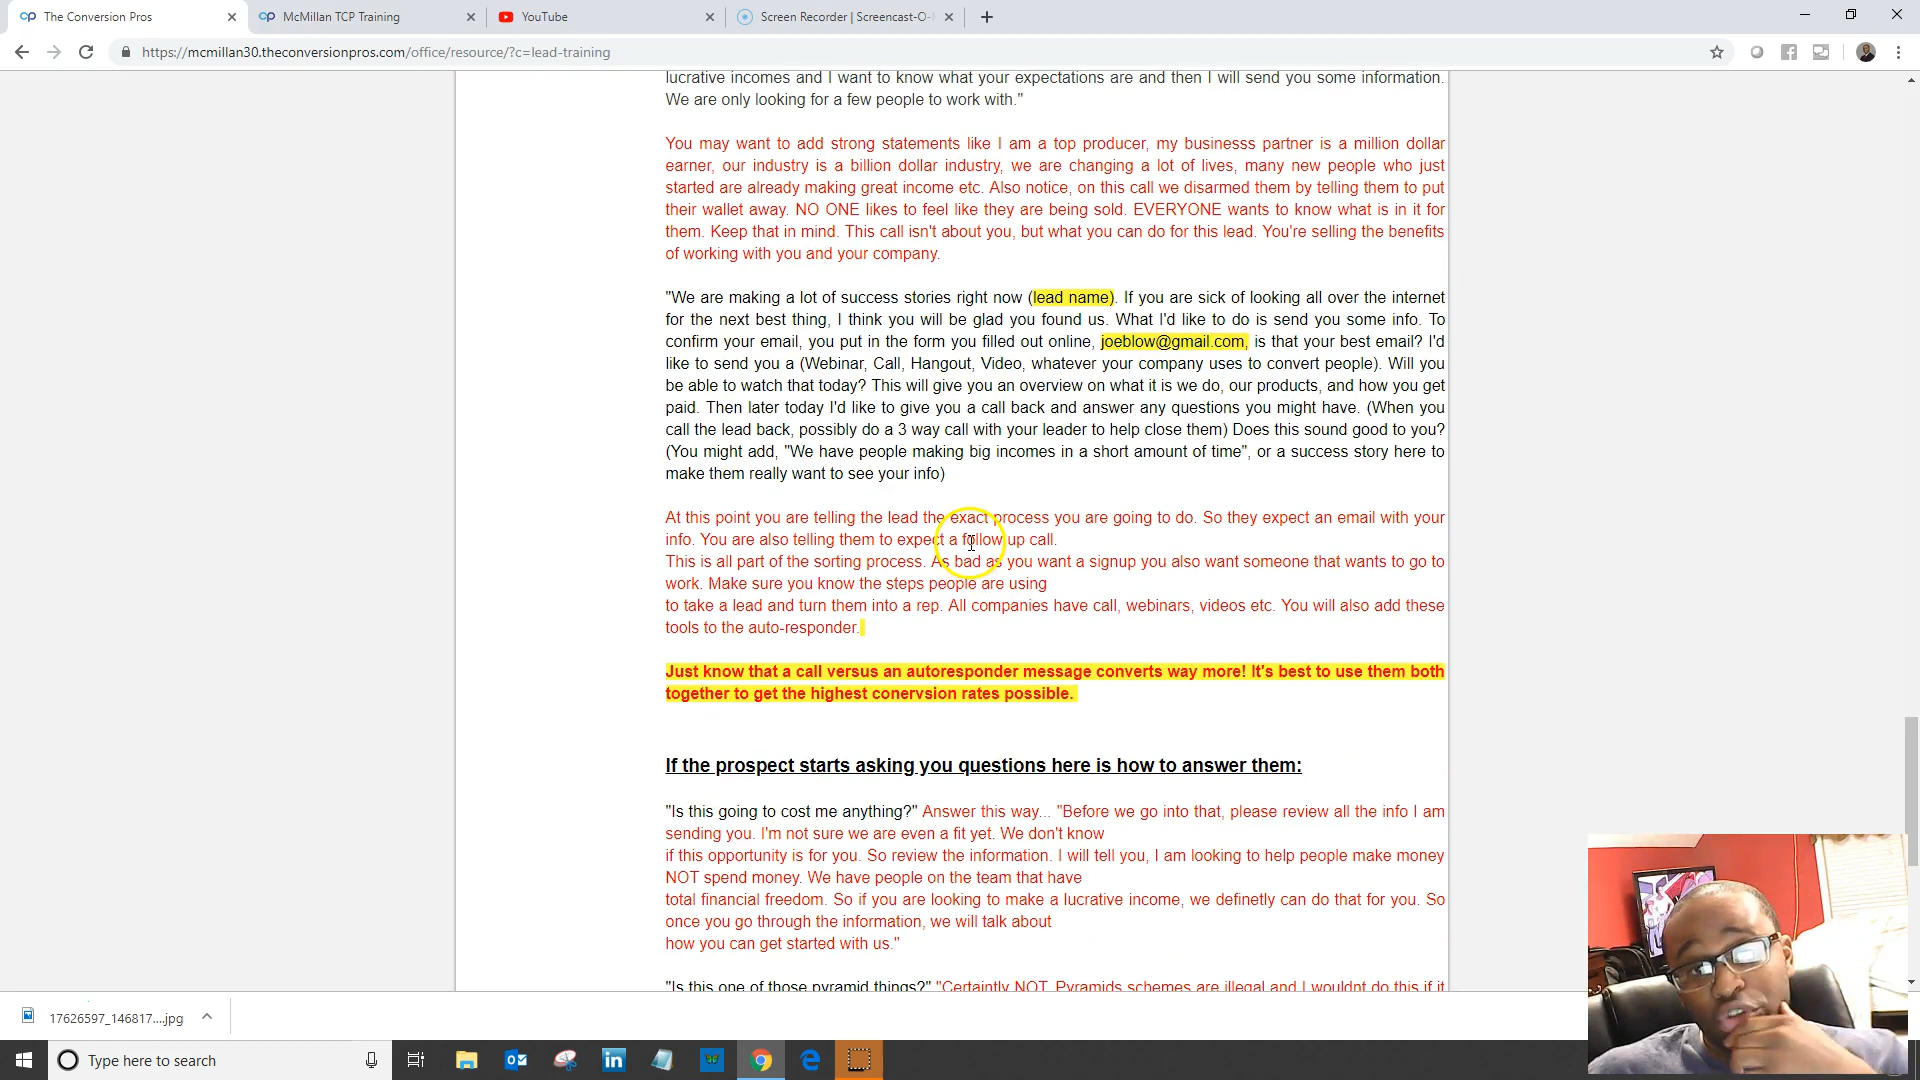 The Conversion Pros
McMillan TCP Training
YouTube
Screen Recorder | Screencast-O-
https://mcmillan30.theconversionpros.com/office/resource/?c=lead-training
lucrative incomes and I want to know what your expectations are and then I will send you some information.
We are only looking for a few people to work with."
You may want to add strong statements like I am a top producer, my businesss partner is a million dollar
earner, our industry is a billion dollar industry, we are changing a lot of lives, many new people who just
started are already making great income etc. Also notice, on this call we disarmed them by telling them to put
their wallet away. NO ONE likes to feel like they are being sold. EVERYONE wants to know what is in it for
them. Keep that in mind. This call isn't about you, but what you can do for this lead. You're selling the benefits
of working with you and your company.
"We are making a lot of success stories right now (lead name). If you are sick of looking all over the internet
for the next best thing, I think you will be glad you found us. What I'd like to do is send you some info. To
confirm your email, you put in the form you filled out online, joeblow@gmail.com, is that your best email? I'd
like to send you a (Webinar, Call, Hangout, Video, whatever your company uses to convert people). Will you
be able to watch that today? This will give you an overview on what it is we do, our products, and how you get
paid. Then later today I'd like to give you a call back and answer any questions you might have. (When you
call the lead back, possibly do a 3 way call with your leader to help close them) Does this sound good to you?
(You might add, "We have people making big incomes in a short amount of time", or a success story here to
make them really want to see your info)
At this point you are telling the lead the exact process you are going to do. So they expect an email with your
info. You are also telling them to expect a follow up call.
This is all part of the sorting process. As bad as you want a signup you also want someone that wants to go to
work. Make sure you know the steps people are using
to take a lead and turn them into a rep. All companies have call, webinars, videos etc. You will also add these
tools to the auto-responder.
Just know that a call versus an autoresponder message converts way more! It's best to use them both
together to get the highest conervsion rates possible.
If the prospect starts asking you questions here is how to answer them:
"Is this going to cost me anything?" Answer this way... "Before we go into that, please review all the info I am
sending you. I'm not sure we are even a fit yet. We don't know
if this opportunity is for you. So review the information. I will tell you, I am looking to help people make money
NOT spend money. We have people on the team that have
total financial freedom. So if you are looking to make a lucrative income, we definetly can do that for you. So
once you go through the information, we will talk about
how you can get started with us."
"Is this one of those pyramid things?" "Certaintly NOT. Pyramids schemes are illegal and I wouldnt do this if it
17626597_146817....jpg
Type here to search